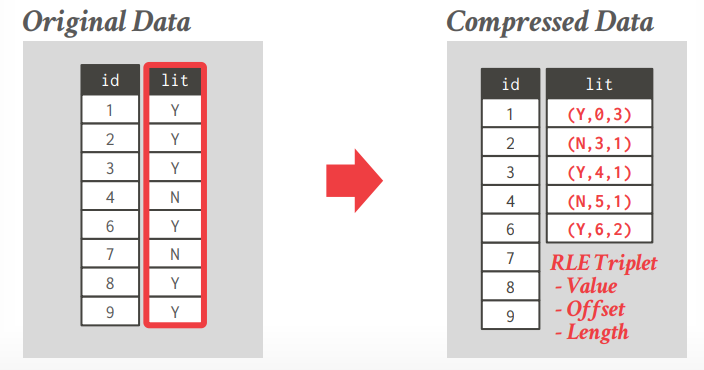 Original Data
id lit
1 Y
2 Y
3 Y
4 N
6 Y
7 N
8 Y
9 Y
Compressed Data
id lit
1 (Y,0,3)
2 (N,3,1)
3 (Y,4,1)
4 (N,5,1)
6 (Y,6,2)
7
8
9
RLE Triplet
- Value
- Offset
- Length